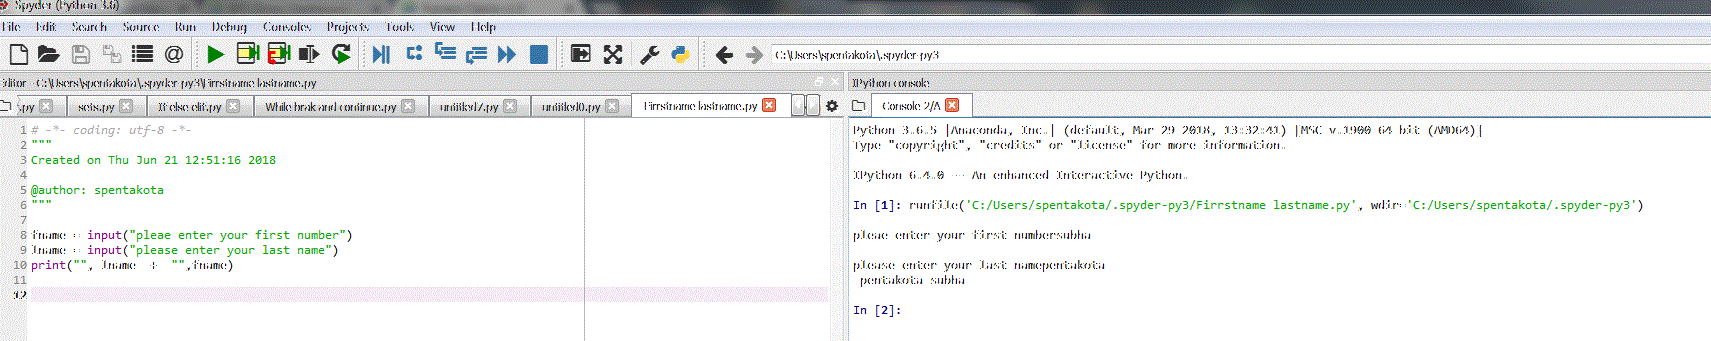 Spyder (Python 3.6)
File Edit Search Source Run Debug Consoles Projects Tools View Help
C:\Users\spentakota\.spyder-py3
Editor - C:\Users\spentakota\.spyder-py3\Firrstname lastname.py
IPython console
.py sets.py If else elif.py While brak and continue.py untitled7.py untitled0.py Firrstname lastname.py
Console 2/A
1 # -*- coding: utf-8 -*-
2 """
3 Created on Thu Jun 21 12:51:16 2018
4
5 @author: spentakota
6 """
7
8 fname = input("pleae enter your first number")
9 lname = input("please enter your last name")
10 print("", lname + "",fname)
11
12
Python 3.6.5 |Anaconda, Inc.| (default, Mar 29 2018, 13:32:41) [MSC v.1900 64 bit (AMD64)]
Type "copyright", "credits" or "license" for more information.
IPython 6.4.0 -- An enhanced Interactive Python.
In [1]: runfile('C:/Users/spentakota/.spyder-py3/Firrstname lastname.py', wdir='C:/Users/spentakota/.spyder-py3')
pleae enter your first numbersubha
please enter your last namepentakota
pentakota subha
In [2]: